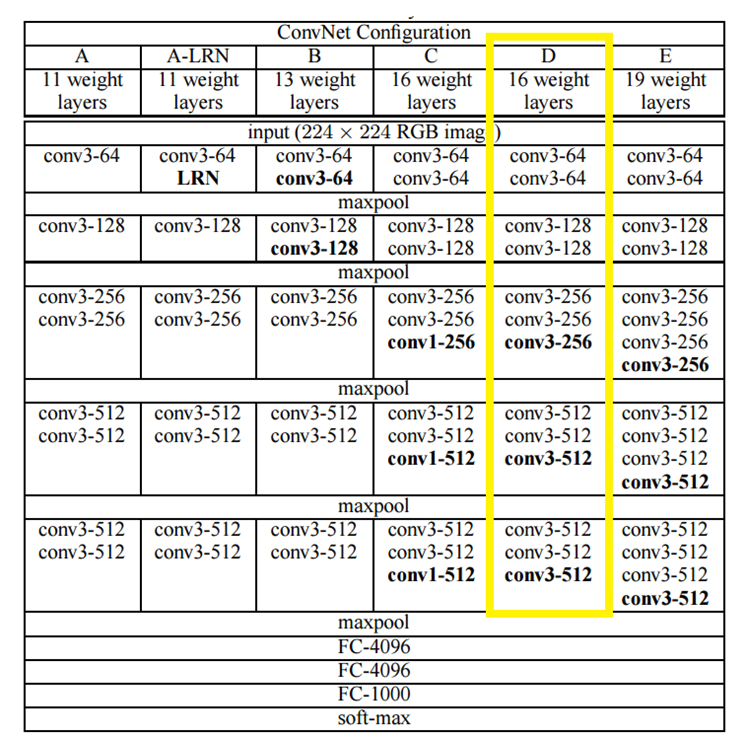 ConvNet Configuration
A A-LRN B C D E
11 weight 11 weight 13 weight 16 weight 16 weight 19 weight
layers layers layers layers layers layers
input (224 × 224 RGB image)
conv3-64 conv3-64 conv3-64 conv3-64 conv3-64 conv3-64
LRN conv3-64 conv3-64 conv3-64 conv3-64
maxpool
conv3-128 conv3-128 conv3-128 conv3-128 conv3-128 conv3-128
conv3-128 conv3-128 conv3-128 conv3-128
maxpool
conv3-256 conv3-256 conv3-256 conv3-256 conv3-256 conv3-256
conv3-256 conv3-256 conv3-256 conv3-256 conv3-256 conv3-256
conv1-256 conv3-256 conv3-256
conv3-256
maxpool
conv3-512 conv3-512 conv3-512 conv3-512 conv3-512 conv3-512
conv3-512 conv3-512 conv3-512 conv3-512 conv3-512 conv3-512
conv1-512 conv3-512 conv3-512
conv3-512
maxpool
conv3-512 conv3-512 conv3-512 conv3-512 conv3-512 conv3-512
conv3-512 conv3-512 conv3-512 conv3-512 conv3-512 conv3-512
conv1-512 conv3-512 conv3-512
conv3-512
maxpool
FC-4096
FC-4096
FC-1000
soft-max